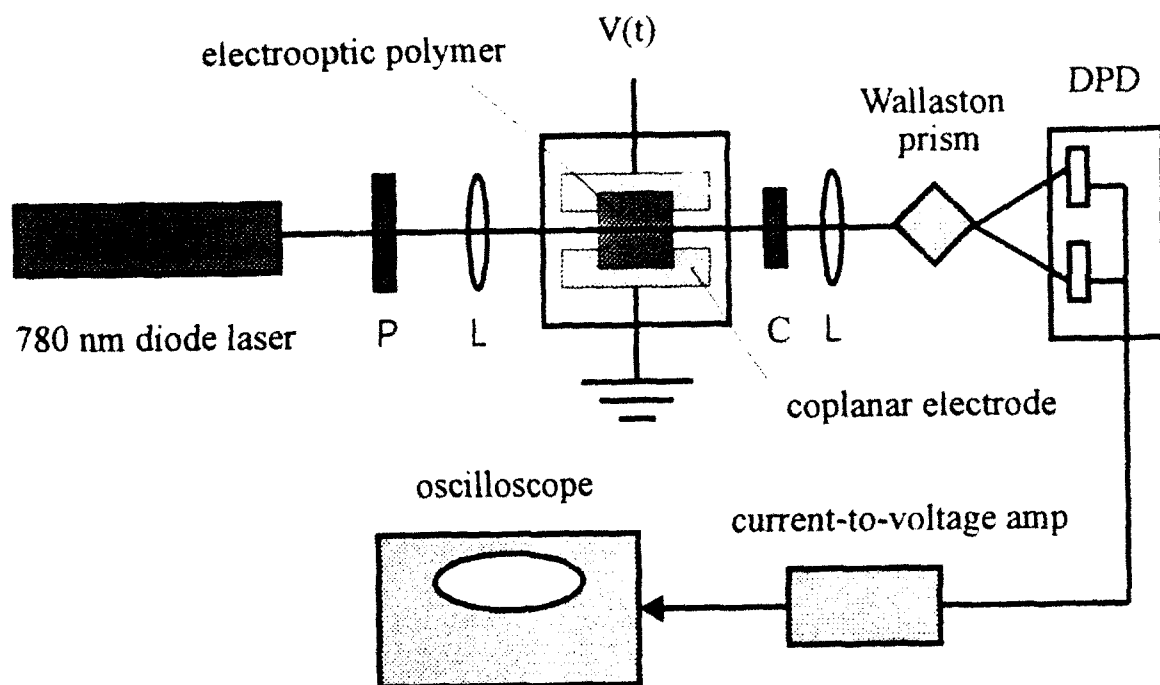 V(t)
electrooptic polymer
DPD
Wallaston
prism
780 nm diode laser
P
L
C
L
coplanar electrode
oscilloscope
current-to-voltage amp